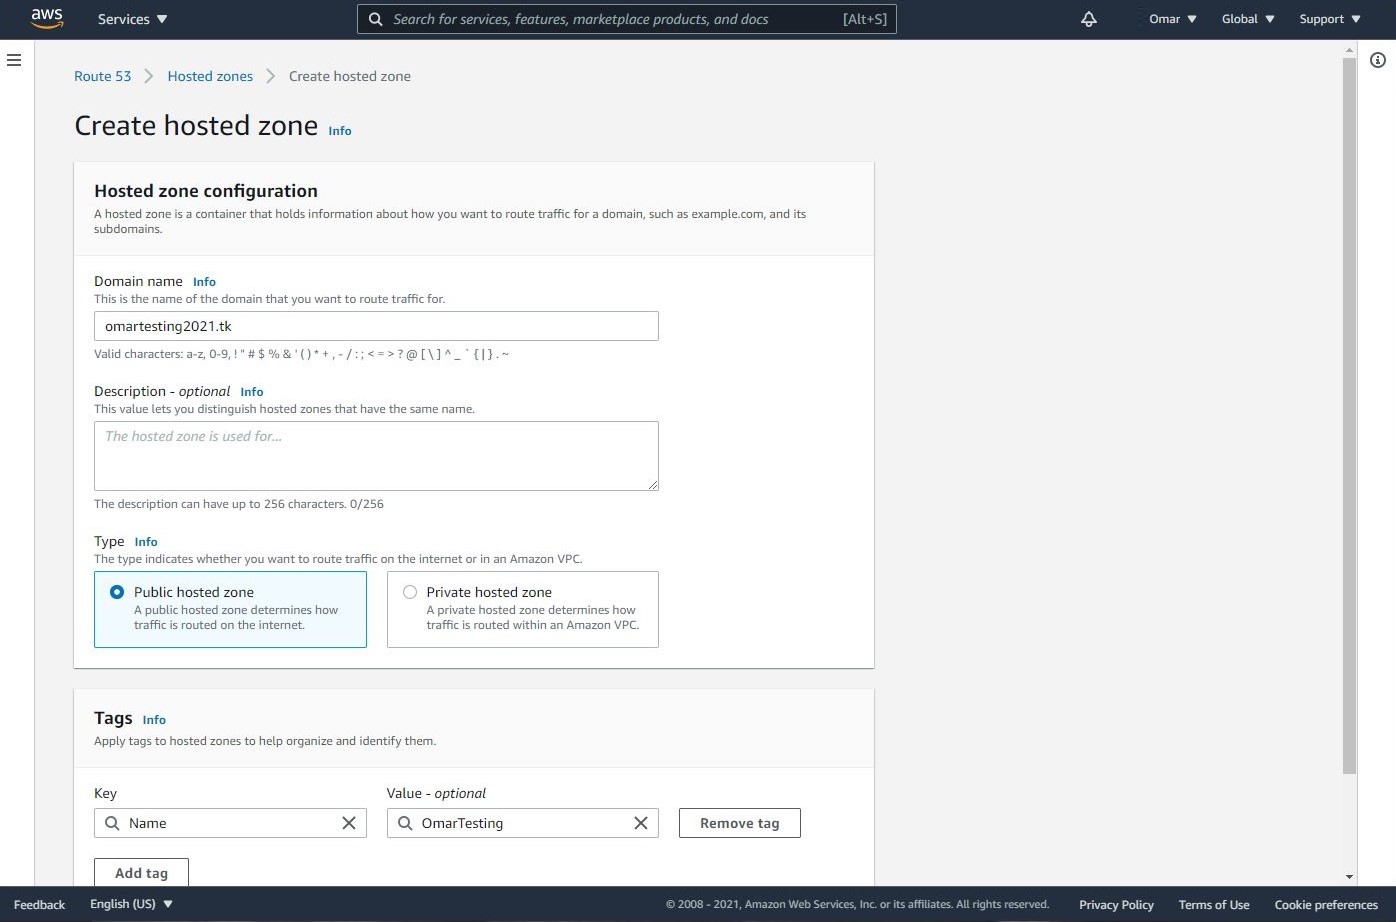 aws Services Search for services, features, marketplace products, and docs [Alt+S] Omar Global Support
Route 53 Hosted zones Create hosted zone
Create hosted zone Info
Hosted zone configuration
A hosted zone is a container that holds information about how you want to route traffic for a domain, such as example.com, and its
subdomains.
Domain name Info
This is the name of the domain that you want to route traffic for.
omartesting2021.tk
Valid characters: a-z, 0-9, ! " # $ % & ' ( ) * + , - / : ; < = > ? @ [ \ ] ^ _ ` { | } . ~
Description - optional Info
This value lets you distinguish hosted zones that have the same name.
The hosted zone is used for...
The description can have up to 256 characters. 0/256
Type Info
The type indicates whether you want to route traffic on the internet or in an Amazon VPC.
Public hosted zone
A public hosted zone determines how
traffic is routed on the internet.
Private hosted zone
A private hosted zone determines how
traffic is routed within an Amazon VPC.
Tags Info
Apply tags to hosted zones to help organize and identify them.
Key Value - optional
Name OmarTesting Remove tag
Add tag
Feedback English (US) © 2008 - 2021, Amazon Web Services, Inc. or its affiliates. All rights reserved. Privacy Policy Terms of Use Cookie preferences